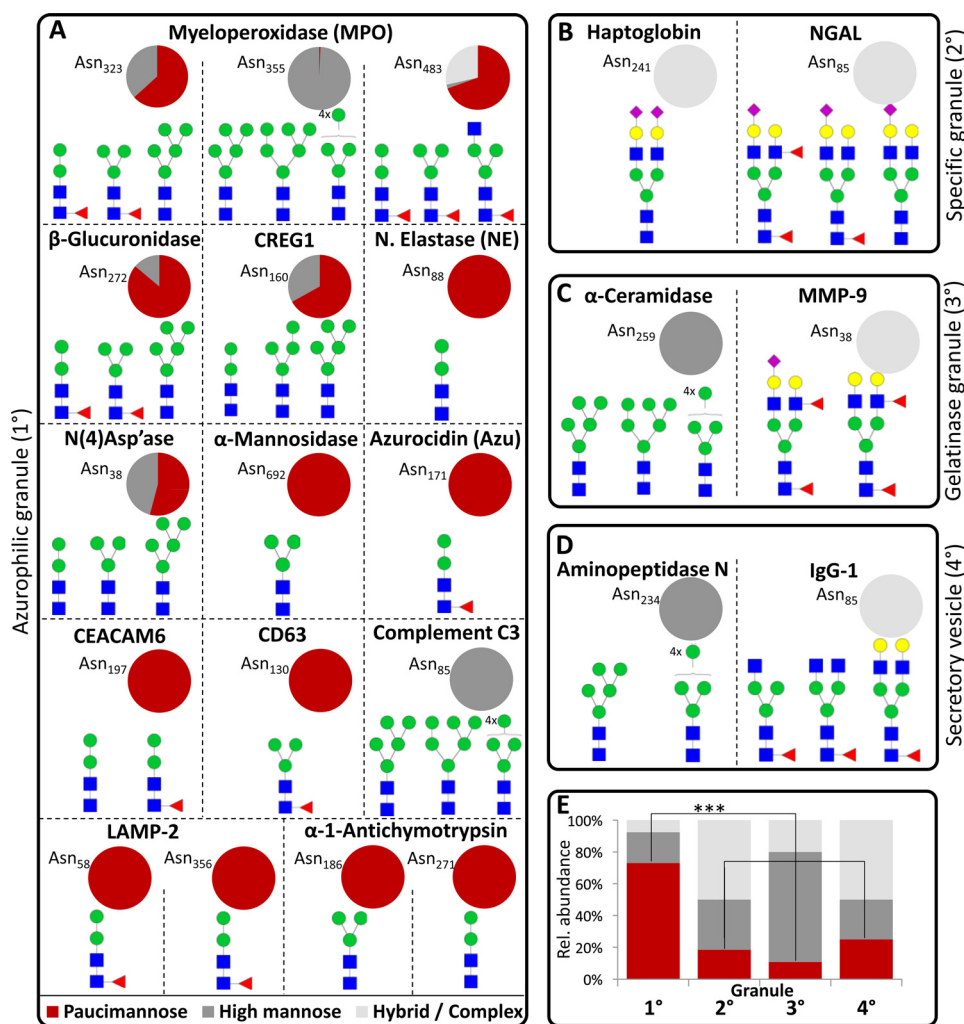 A
Myeloperoxidase (MPO)
Asn323
Asn355
Asn483
4x
β-Glucuronidase
CREG1
N. Elastase (NE)
Asn272
Asn160
Asn88
N(4)Asp'ase
α-Mannosidase
Azurocidin (Azu)
Asn38
Asn692
Asn171
CEACAM6
CD63
Complement C3
Asn197
Asn130
Asn85
4x
LAMP-2
α-1-Antichymotrypsin
Asn58
Asn356
Asn186
Asn271
Azurophilic granule (1°)
Paucimannose
High mannose
Hybrid / Complex
B
Haptoglobin
NGAL
Asn241
Asn85
Specific granule (2°)
C
α-Ceramidase
MMP-9
Asn259
Asn38
4x
Gelatinase granule (3°)
D
Aminopeptidase N
IgG-1
Asn234
Asn85
4x
Secretory vesicle (4°)
E
***
100%
80%
60%
40%
20%
0%
Rel. abundance
Granule
1° 2° 3° 4°